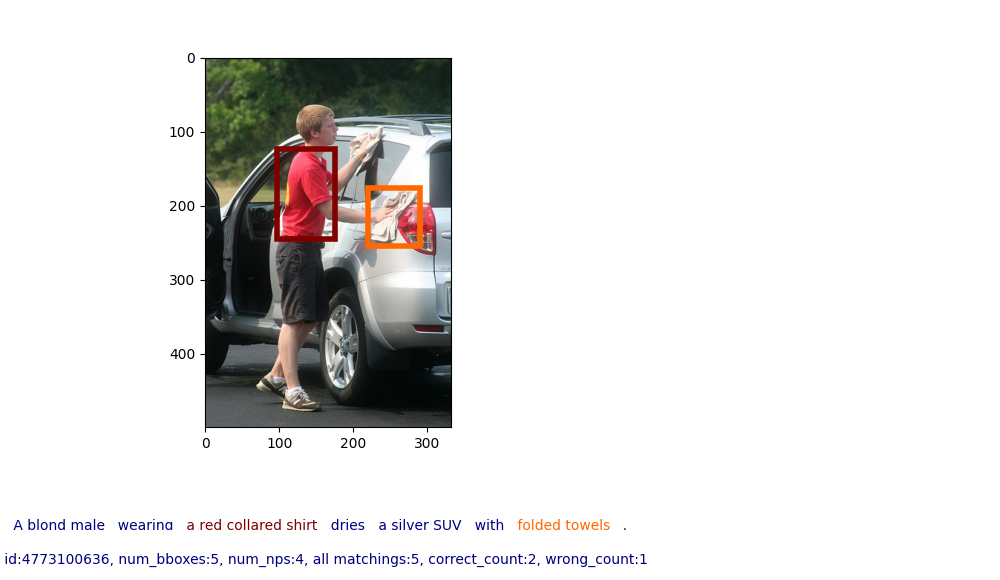 0
100
200
300
400
0 100 200 300
A blond male wearing a red collared shirt dries a silver SUV with folded towels .
id:4773100636, num_bboxes:5, num_nps:4, all matchings:5, correct_count:2, wrong_count:1